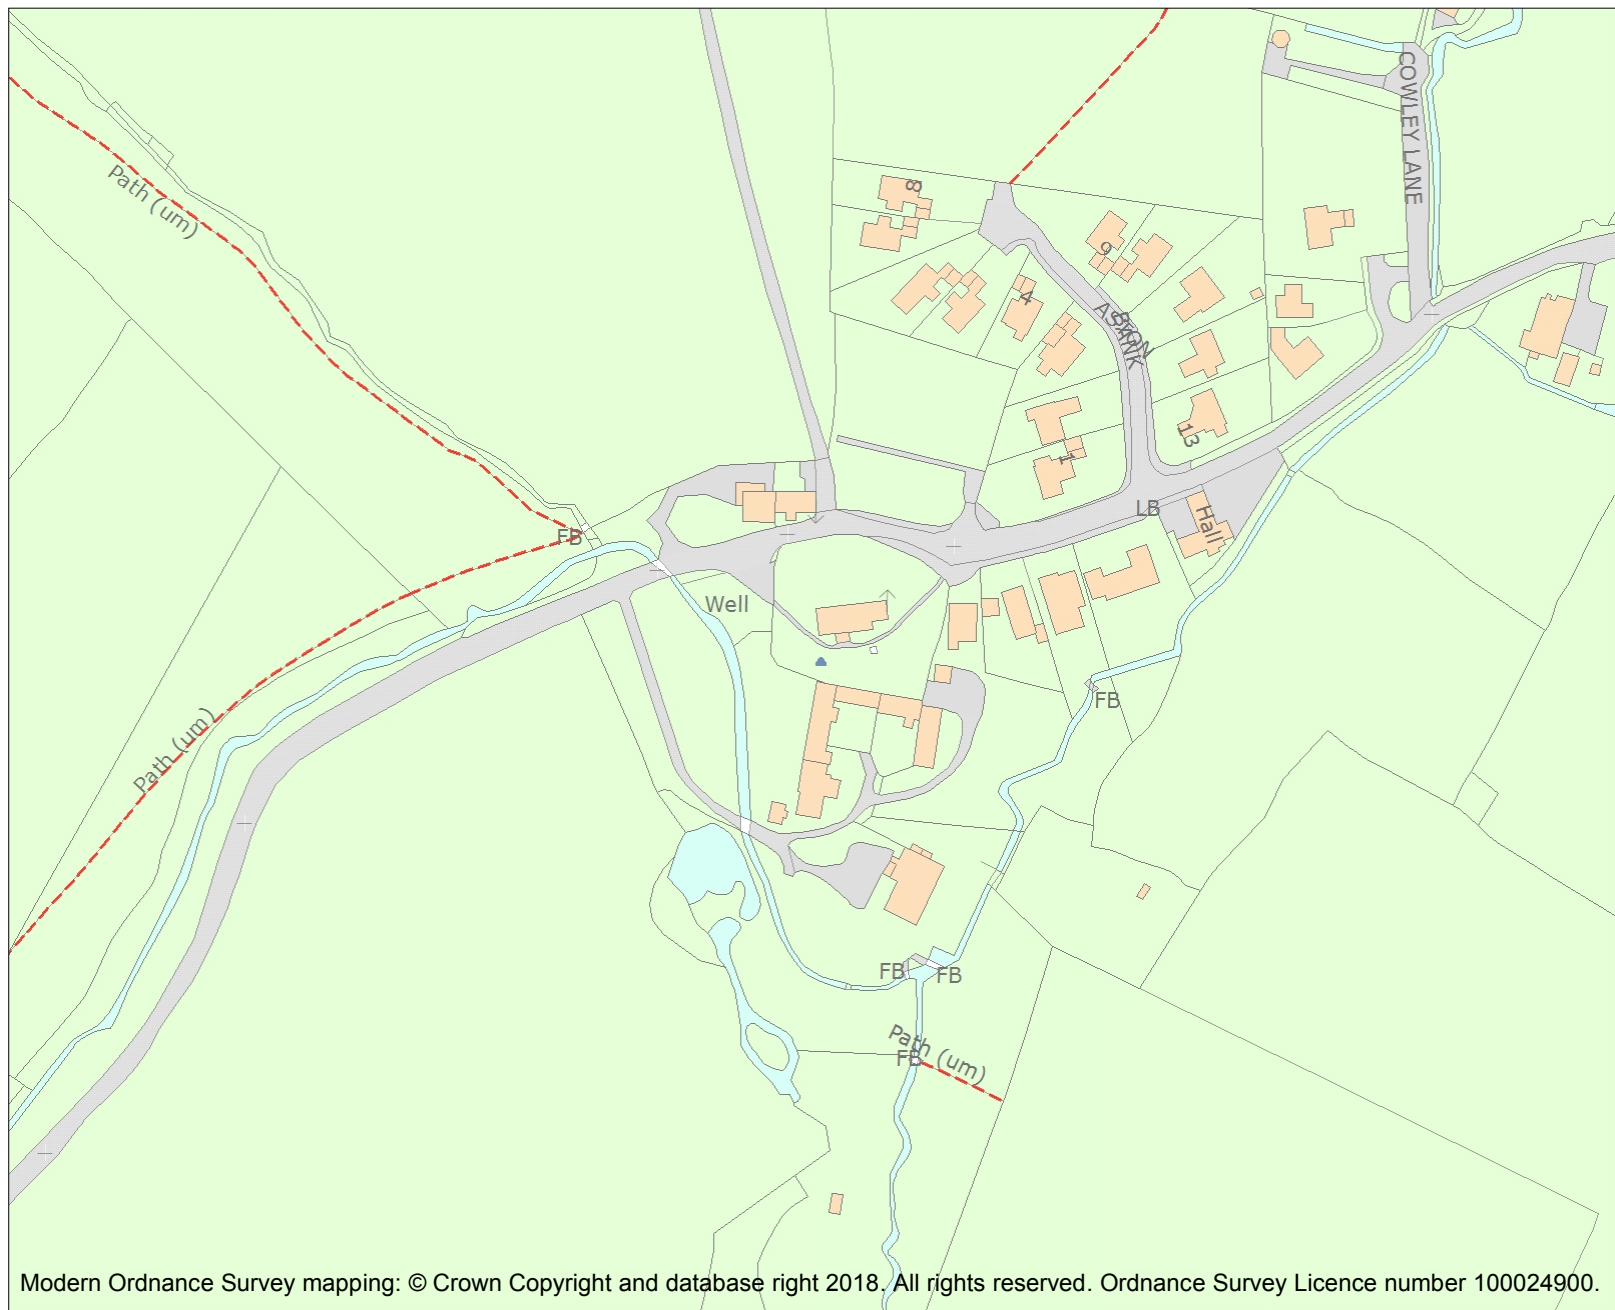 COWLEY LANE
Path (um)
8
9
4
ASTON
BANK
13
1
LB
Hall
FB
Well
FB
Path (um)
FB
FB
Path (um)
FB
Modern Ordnance Survey mapping: © Crown Copyright and database right 2018. All rights reserved. Ordnance Survey Licence number 100024900.